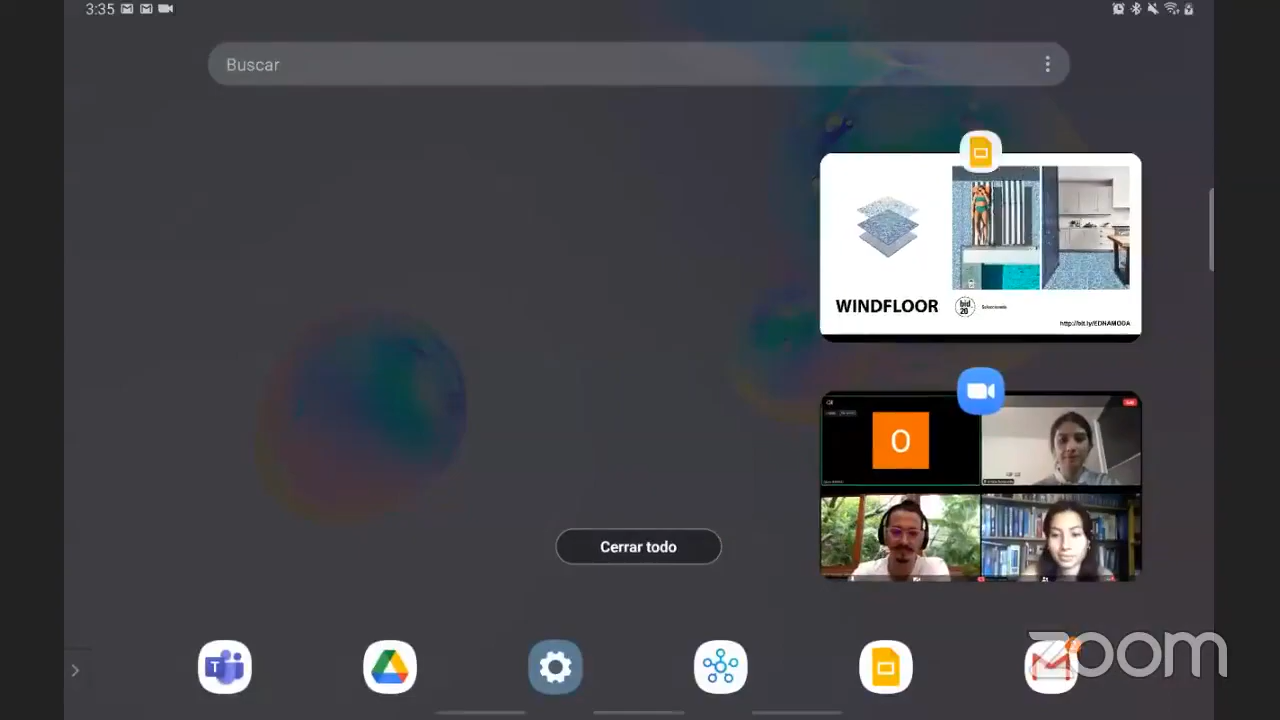 3:35
Buscar
WINDFLOOR
bid
20
http://bit.ly/EDNAMODA
O
Cerrar todo
T
zoom